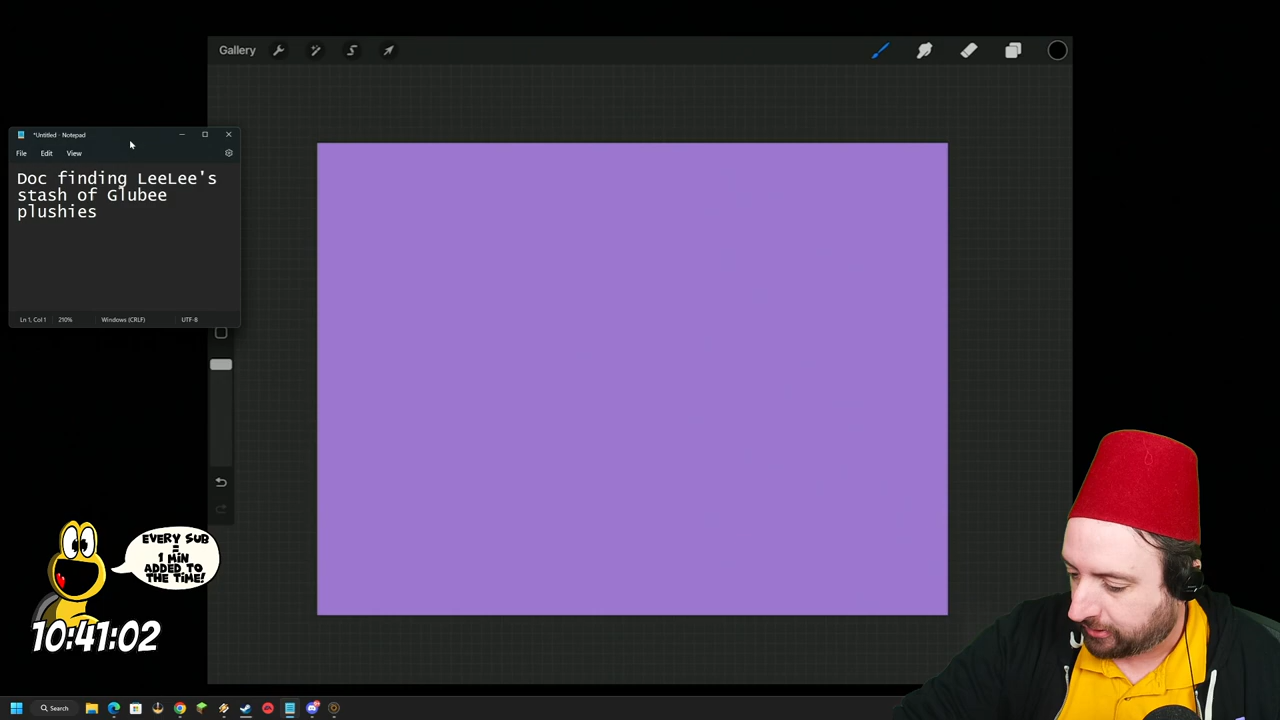 Gallery
*Untitled - Notepad
File Edit View
Doc finding LeeLee's
stash of Glubee
plushies
Ln 1, Col 1 210% Windows (CRLF) UTF-8
EVERY SUB
=
1 MIN
ADDED TO
THE TIME!
10:41:02
Search